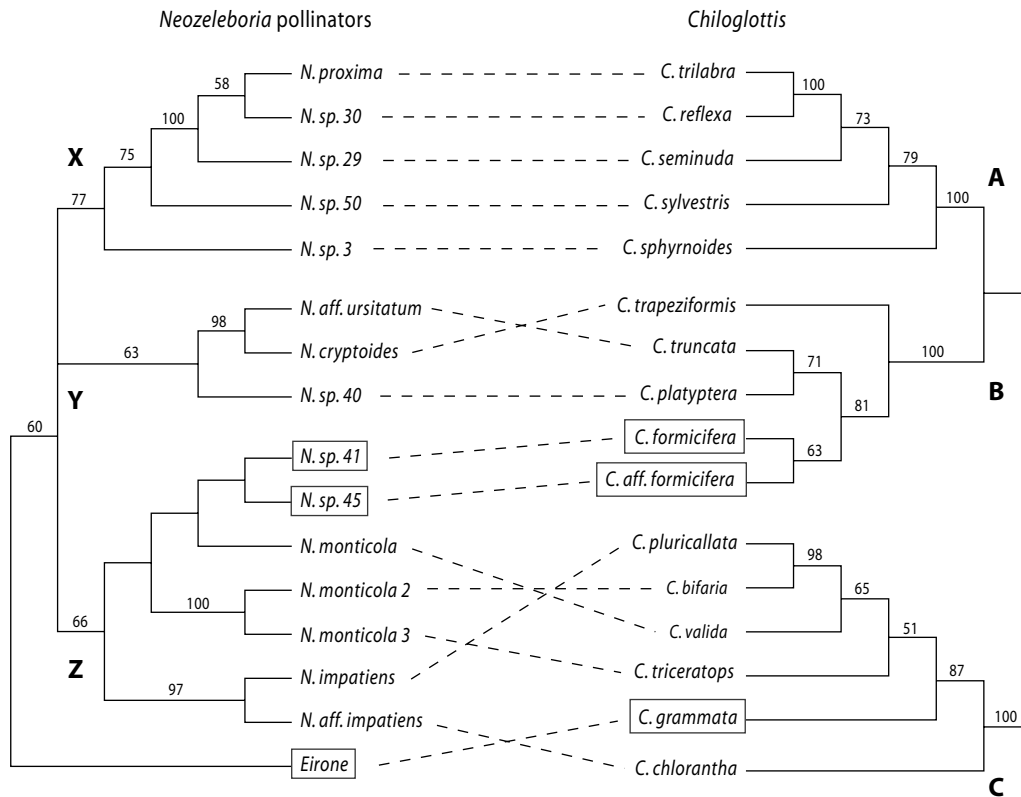 Neozeleboria pollinators
Chiloglottis
N. proxima
C. trilabra
58
100
N. sp. 30
C. reflexa
100
73
N. sp. 29
C. seminuda
X
75
79
A
N. sp. 50
C. sylvestris
77
100
N. sp. 3
C. sphyrnoides
N. aff. ursitatum
C. trapeziformis
98
N. cryptoides
C. truncata
63
71
100
N. sp. 40
C. platyptera
Y
B
81
60
N. sp. 41
C. formicifera
63
N. sp. 45
C. aff. formicifera
N. monticola
C. pluricallata
98
N. monticola 2
C. bifaria
100
65
N. monticola 3
C. valida
66
51
Z
N. impatiens
C. triceratops
97
87
N. aff. impatiens
C. grammata
100
Eirone
C. chlorantha
C